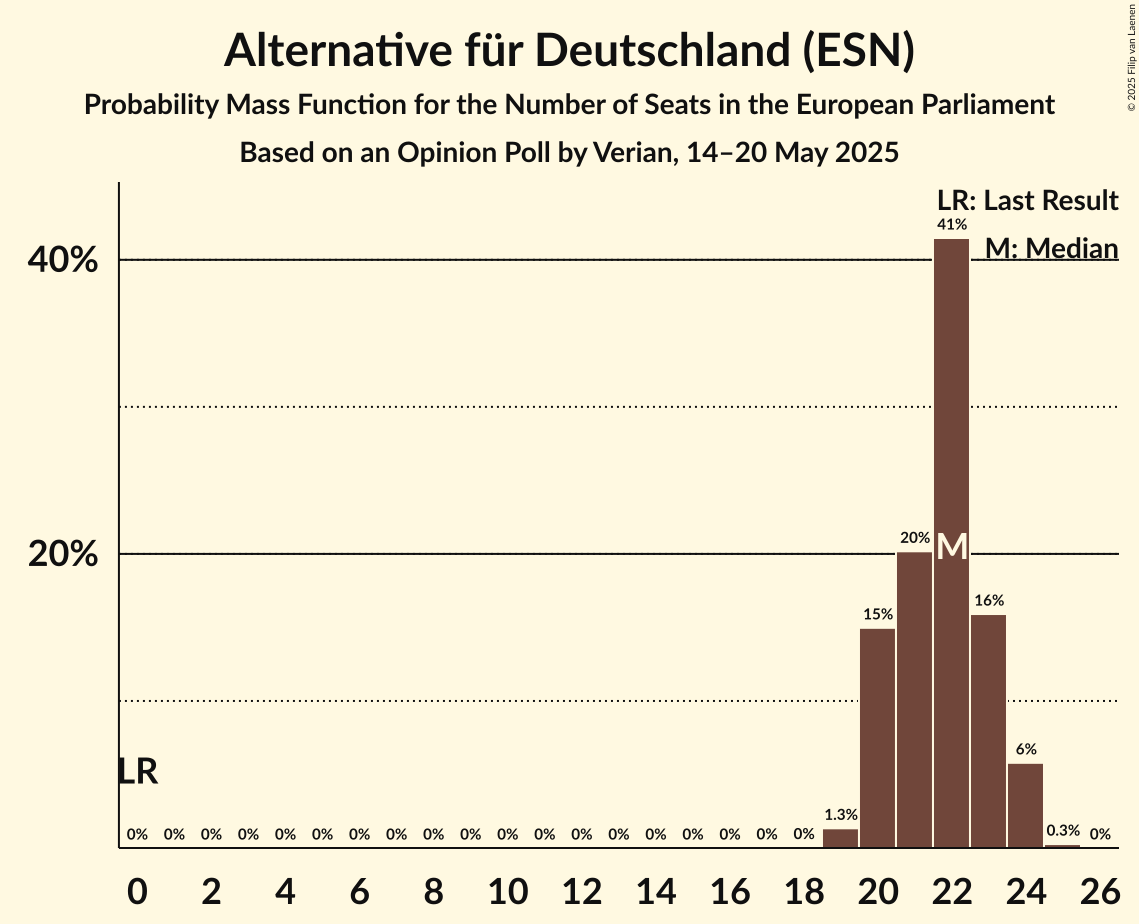 Alternative für Deutschland (ESN)
Probability Mass Function for the Number of Seats in the European Parliament
Based on an Opinion Poll by Verian, 14–20 May 2025
© 2025 Filip van Laenen
LR: Last Result
M: Median
40%
20%
41%
20%
M
16%
15%
6%
LR
1.3%
0% 0% 0% 0% 0% 0% 0% 0% 0% 0% 0% 0% 0% 0% 0% 0% 0% 0% 0% 0.3% 0%
0 2 4 6 8 10 12 14 16 18 20 22 24 26